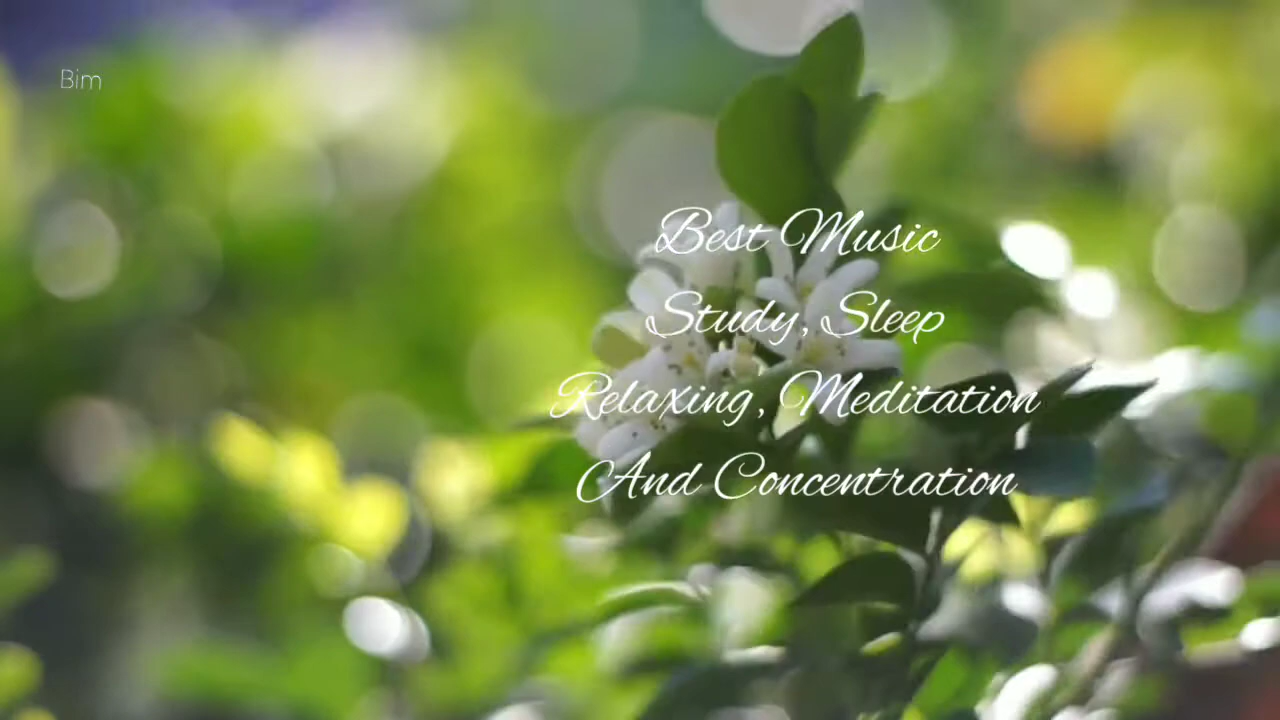 Bim
Best Music
Study, Sleep
Relaxing, Meditation
And Concentration